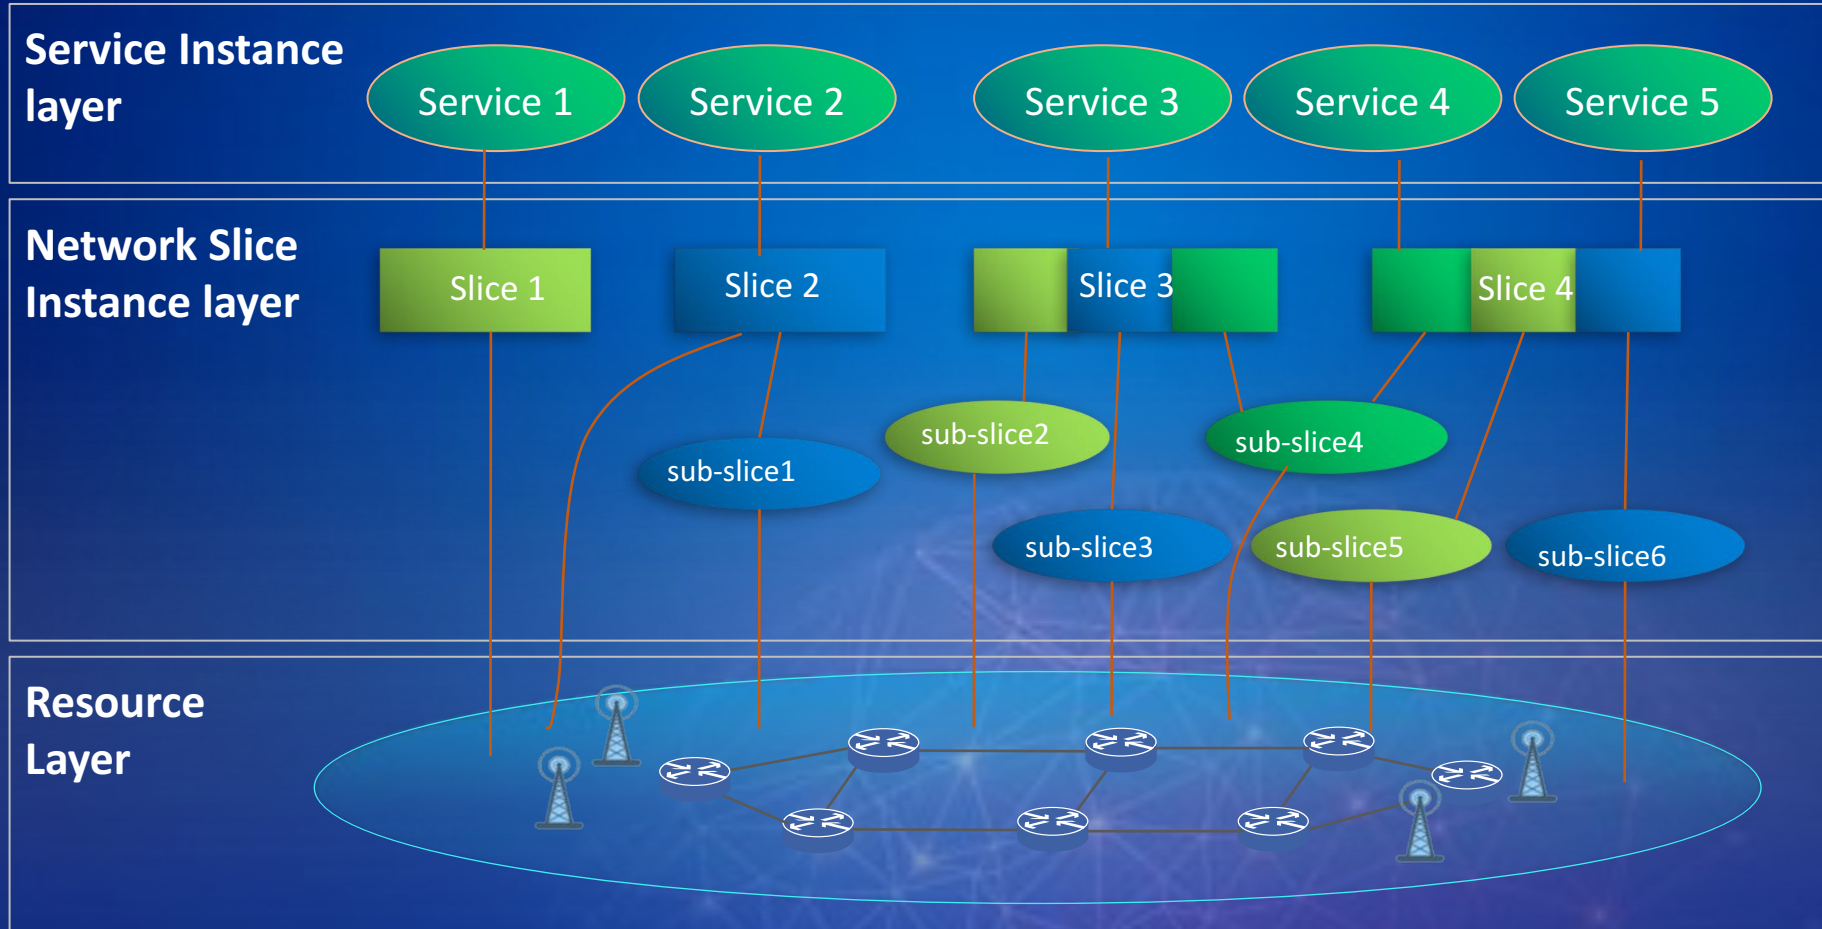 Service Instance
layer
Service 1
Service 2
Service 3
Service 4
Service 5
Network Slice
Instance layer
Slice 1
Slice 2
Slice 3
Slice 4
sub-slice1
sub-slice2
sub-slice3
sub-slice4
sub-slice5
sub-slice6
Resource
Layer